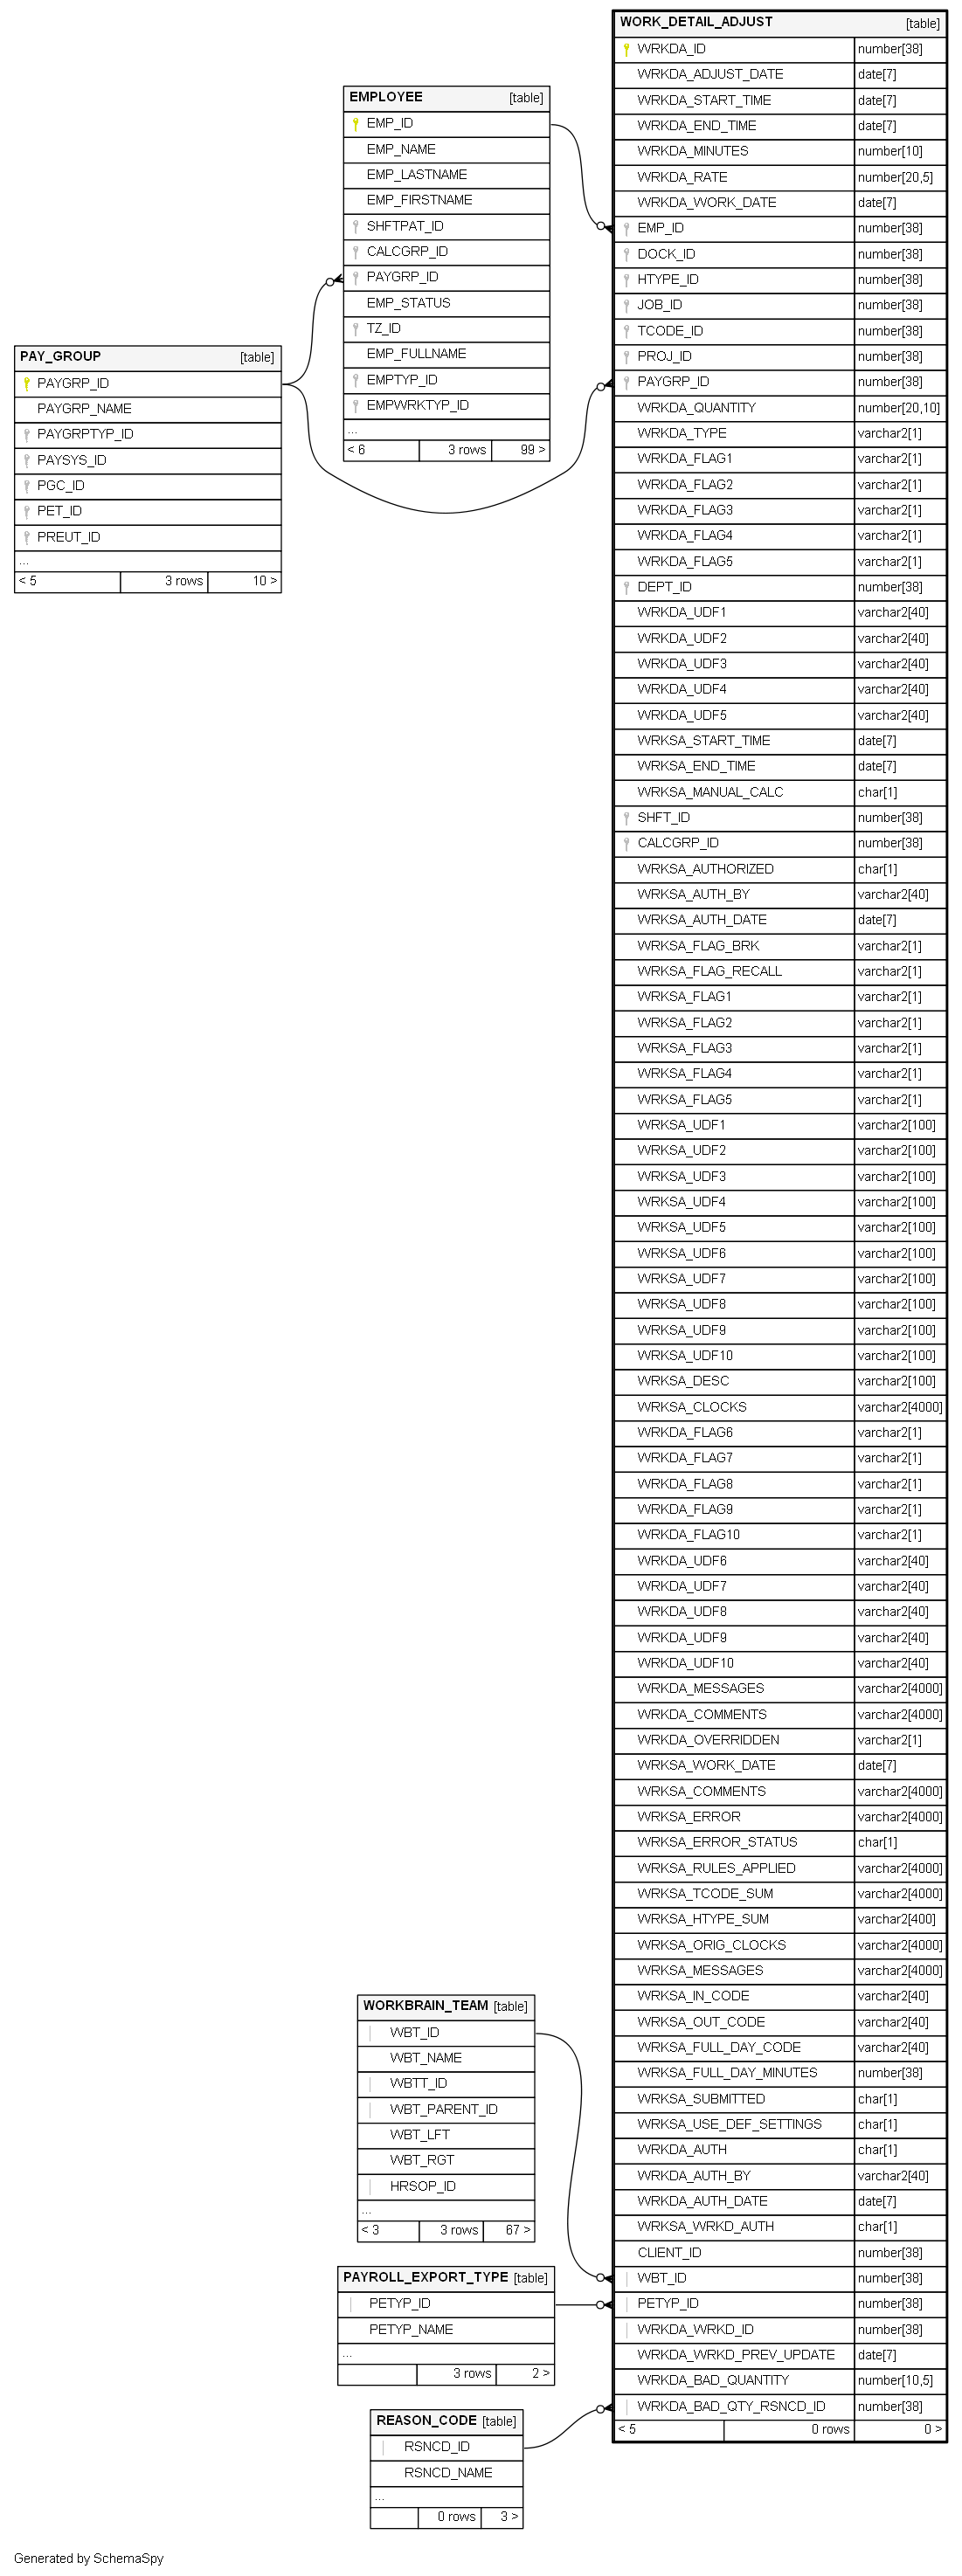 WORK_DETAIL_ADJUST [table]
WRKDA_ID number[38]
WRKDA_ADJUST_DATE date[7]
WRKDA_START_TIME date[7]
WRKDA_END_TIME date[7]
WRKDA_MINUTES number[10]
WRKDA_RATE number[20,5]
WRKDA_WORK_DATE date[7]
EMP_ID number[38]
DOCK_ID number[38]
HTYPE_ID number[38]
JOB_ID number[38]
TCODE_ID number[38]
PROJ_ID number[38]
PAYGRP_ID number[38]
WRKDA_QUANTITY number[20,10]
WRKDA_TYPE varchar2[1]
WRKDA_FLAG1 varchar2[1]
WRKDA_FLAG2 varchar2[1]
WRKDA_FLAG3 varchar2[1]
WRKDA_FLAG4 varchar2[1]
WRKDA_FLAG5 varchar2[1]
DEPT_ID number[38]
WRKDA_UDF1 varchar2[40]
WRKDA_UDF2 varchar2[40]
WRKDA_UDF3 varchar2[40]
WRKDA_UDF4 varchar2[40]
WRKDA_UDF5 varchar2[40]
WRKSA_START_TIME date[7]
WRKSA_END_TIME date[7]
WRKSA_MANUAL_CALC char[1]
SHFT_ID number[38]
CALCGRP_ID number[38]
WRKSA_AUTHORIZED char[1]
WRKSA_AUTH_BY varchar2[40]
WRKSA_AUTH_DATE date[7]
WRKSA_FLAG_BRK varchar2[1]
WRKSA_FLAG_RECALL varchar2[1]
WRKSA_FLAG1 varchar2[1]
WRKSA_FLAG2 varchar2[1]
WRKSA_FLAG3 varchar2[1]
WRKSA_FLAG4 varchar2[1]
WRKSA_FLAG5 varchar2[1]
WRKSA_UDF1 varchar2[100]
WRKSA_UDF2 varchar2[100]
WRKSA_UDF3 varchar2[100]
WRKSA_UDF4 varchar2[100]
WRKSA_UDF5 varchar2[100]
WRKSA_UDF6 varchar2[100]
WRKSA_UDF7 varchar2[100]
WRKSA_UDF8 varchar2[100]
WRKSA_UDF9 varchar2[100]
WRKSA_UDF10 varchar2[100]
WRKSA_DESC varchar2[100]
WRKSA_CLOCKS varchar2[4000]
WRKDA_FLAG6 varchar2[1]
WRKDA_FLAG7 varchar2[1]
WRKDA_FLAG8 varchar2[1]
WRKDA_FLAG9 varchar2[1]
WRKDA_FLAG10 varchar2[1]
WRKDA_UDF6 varchar2[40]
WRKDA_UDF7 varchar2[40]
WRKDA_UDF8 varchar2[40]
WRKDA_UDF9 varchar2[40]
WRKDA_UDF10 varchar2[40]
WRKDA_MESSAGES varchar2[4000]
WRKDA_COMMENTS varchar2[4000]
WRKDA_OVERRIDDEN varchar2[1]
WRKSA_WORK_DATE date[7]
WRKSA_COMMENTS varchar2[4000]
WRKSA_ERROR varchar2[4000]
WRKSA_ERROR_STATUS char[1]
WRKSA_RULES_APPLIED varchar2[4000]
WRKSA_TCODE_SUM varchar2[4000]
WRKSA_HTYPE_SUM varchar2[400]
WRKSA_ORIG_CLOCKS varchar2[4000]
WRKSA_MESSAGES varchar2[4000]
WRKSA_IN_CODE varchar2[40]
WRKSA_OUT_CODE varchar2[40]
WRKSA_FULL_DAY_CODE varchar2[40]
WRKSA_FULL_DAY_MINUTES number[38]
WRKSA_SUBMITTED char[1]
WRKSA_USE_DEF_SETTINGS char[1]
WRKDA_AUTH char[1]
WRKDA_AUTH_BY varchar2[40]
WRKDA_AUTH_DATE date[7]
WRKSA_WRKD_AUTH char[1]
CLIENT_ID number[38]
WBT_ID number[38]
PETYP_ID number[38]
WRKDA_WRKD_ID number[38]
WRKDA_WRKD_PREV_UPDATE date[7]
WRKDA_BAD_QUANTITY number[10,5]
WRKDA_BAD_QTY_RSNCD_ID number[38]
< 5 0 rows 0 >
EMPLOYEE [table]
EMP_ID
EMP_NAME
EMP_LASTNAME
EMP_FIRSTNAME
SHFTPAT_ID
CALCGRP_ID
PAYGRP_ID
EMP_STATUS
TZ_ID
EMP_FULLNAME
EMPTYP_ID
EMPWRKTYP_ID
...
< 6 3 rows 99 >
PAY_GROUP [table]
PAYGRP_ID
PAYGRP_NAME
PAYGRPTYP_ID
PAYSYS_ID
PGC_ID
PET_ID
PREUT_ID
...
< 5 3 rows 10 >
WORKBRAIN_TEAM [table]
WBT_ID
WBT_NAME
WBTT_ID
WBT_PARENT_ID
WBT_LFT
WBT_RGT
HRSOP_ID
...
< 3 3 rows 67 >
PAYROLL_EXPORT_TYPE [table]
PETYP_ID
PETYP_NAME
...
3 rows 2 >
REASON_CODE [table]
RSNCD_ID
RSNCD_NAME
...
0 rows 3 >
Generated by SchemaSpy